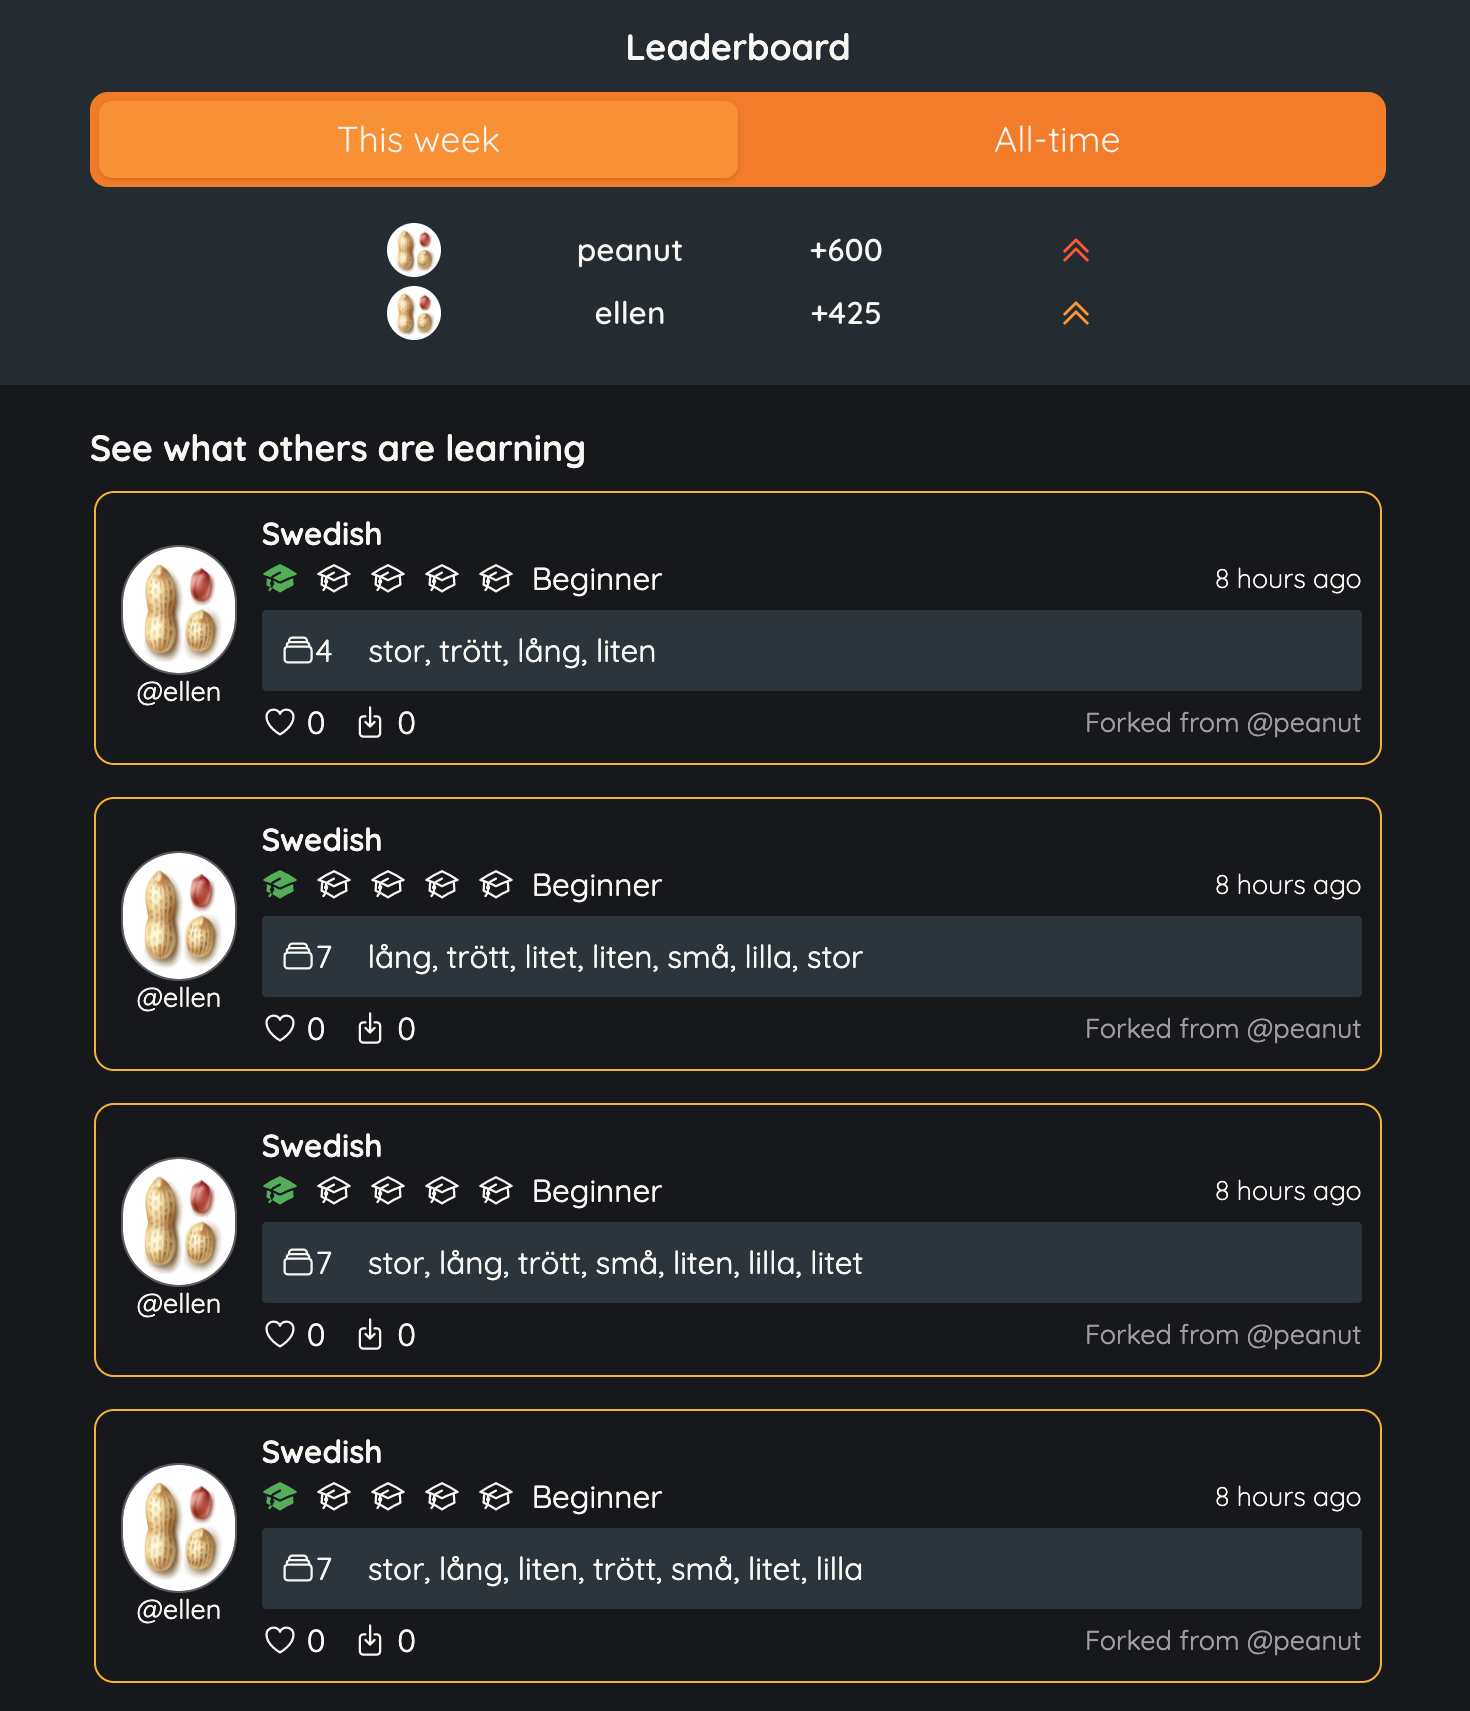 Leaderboard
This week All-time
peanut +600
ellen +425
See what others are learning
Swedish
Beginner 8 hours ago
4 stor, trött, lång, liten
@ellen
0 0 Forked from @peanut
Swedish
Beginner 8 hours ago
7 lång, trött, litet, liten, små, lilla, stor
@ellen
0 0 Forked from @peanut
Swedish
Beginner 8 hours ago
7 stor, lång, trött, små, liten, lilla, litet
@ellen
0 0 Forked from @peanut
Swedish
Beginner 8 hours ago
7 stor, lång, liten, trött, små, litet, lilla
@ellen
0 0 Forked from @peanut